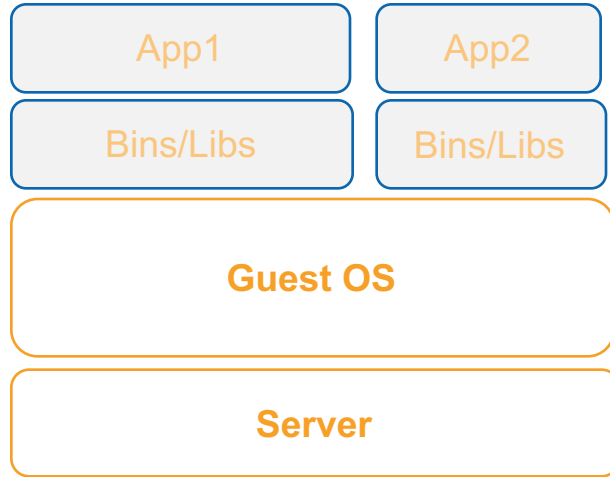 App1
App2
Bins/Libs
Bins/Libs
Guest OS
Server